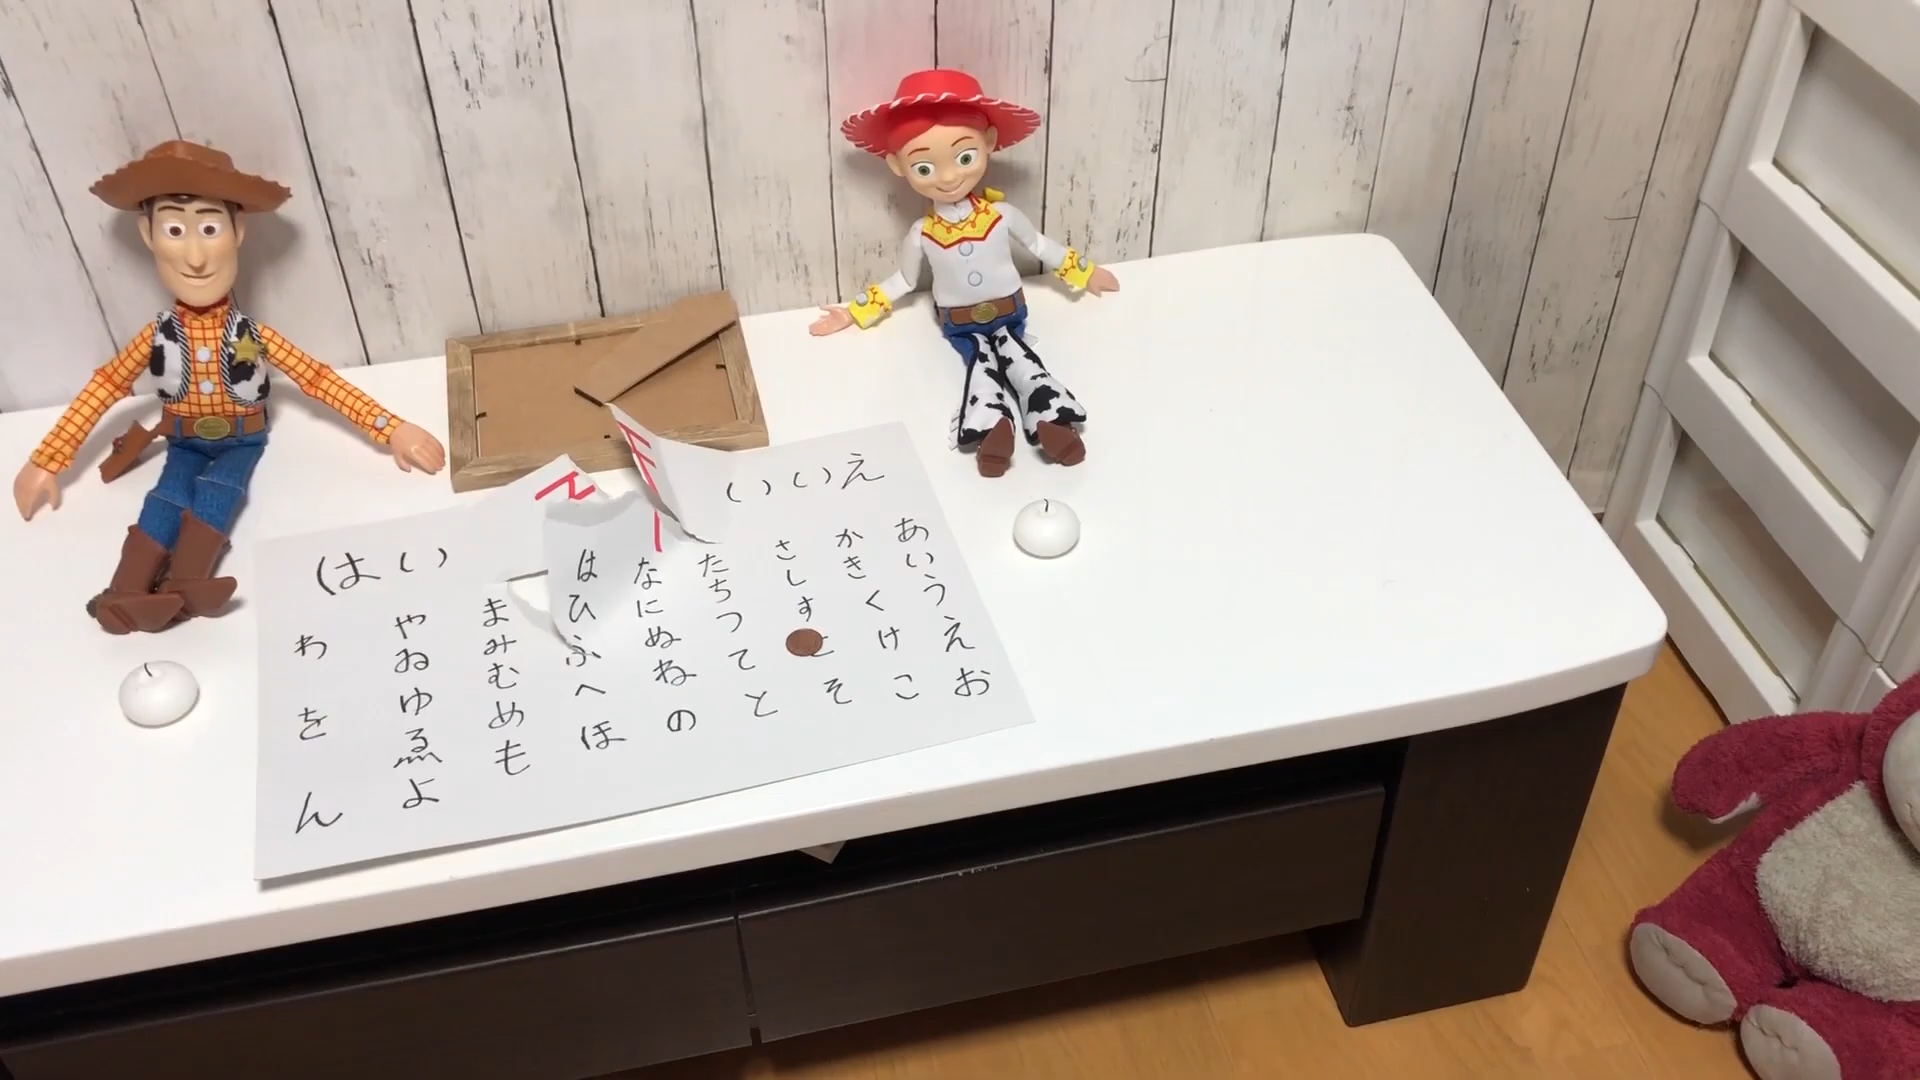 はい
いいえ
あいうえお
かきくけこ
さしすそ
たちつてと
なにぬねの
はひふへほ
まみむめも
やゐゆゑよ
わをん